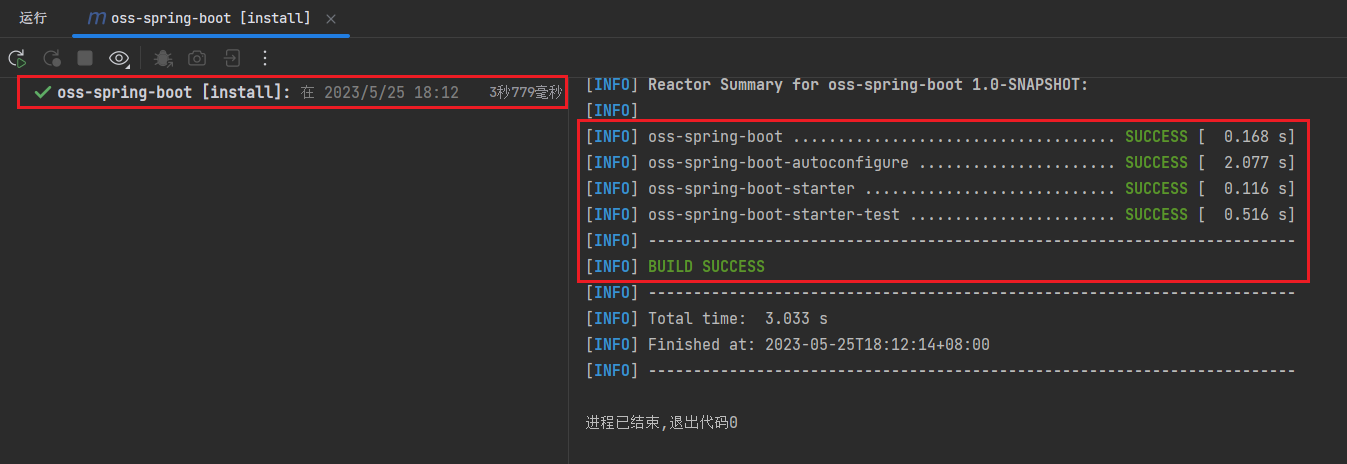 运行 oss-spring-boot [install]
oss-spring-boot [install]: 在 2023/5/25 18:12 3秒779毫秒
[INFO] Reactor Summary for oss-spring-boot 1.0-SNAPSHOT:
[INFO]
[INFO] oss-spring-boot .................................... SUCCESS [  0.168 s]
[INFO] oss-spring-boot-autoconfigure ...................... SUCCESS [  2.077 s]
[INFO] oss-spring-boot-starter ............................ SUCCESS [  0.116 s]
[INFO] oss-spring-boot-starter-test ....................... SUCCESS [  0.516 s]
[INFO] ------------------------------------------------------------------------
[INFO] BUILD SUCCESS
[INFO] ------------------------------------------------------------------------
[INFO] Total time:  3.033 s
[INFO] Finished at: 2023-05-25T18:12:14+08:00
[INFO] ------------------------------------------------------------------------
进程已结束,退出代码0